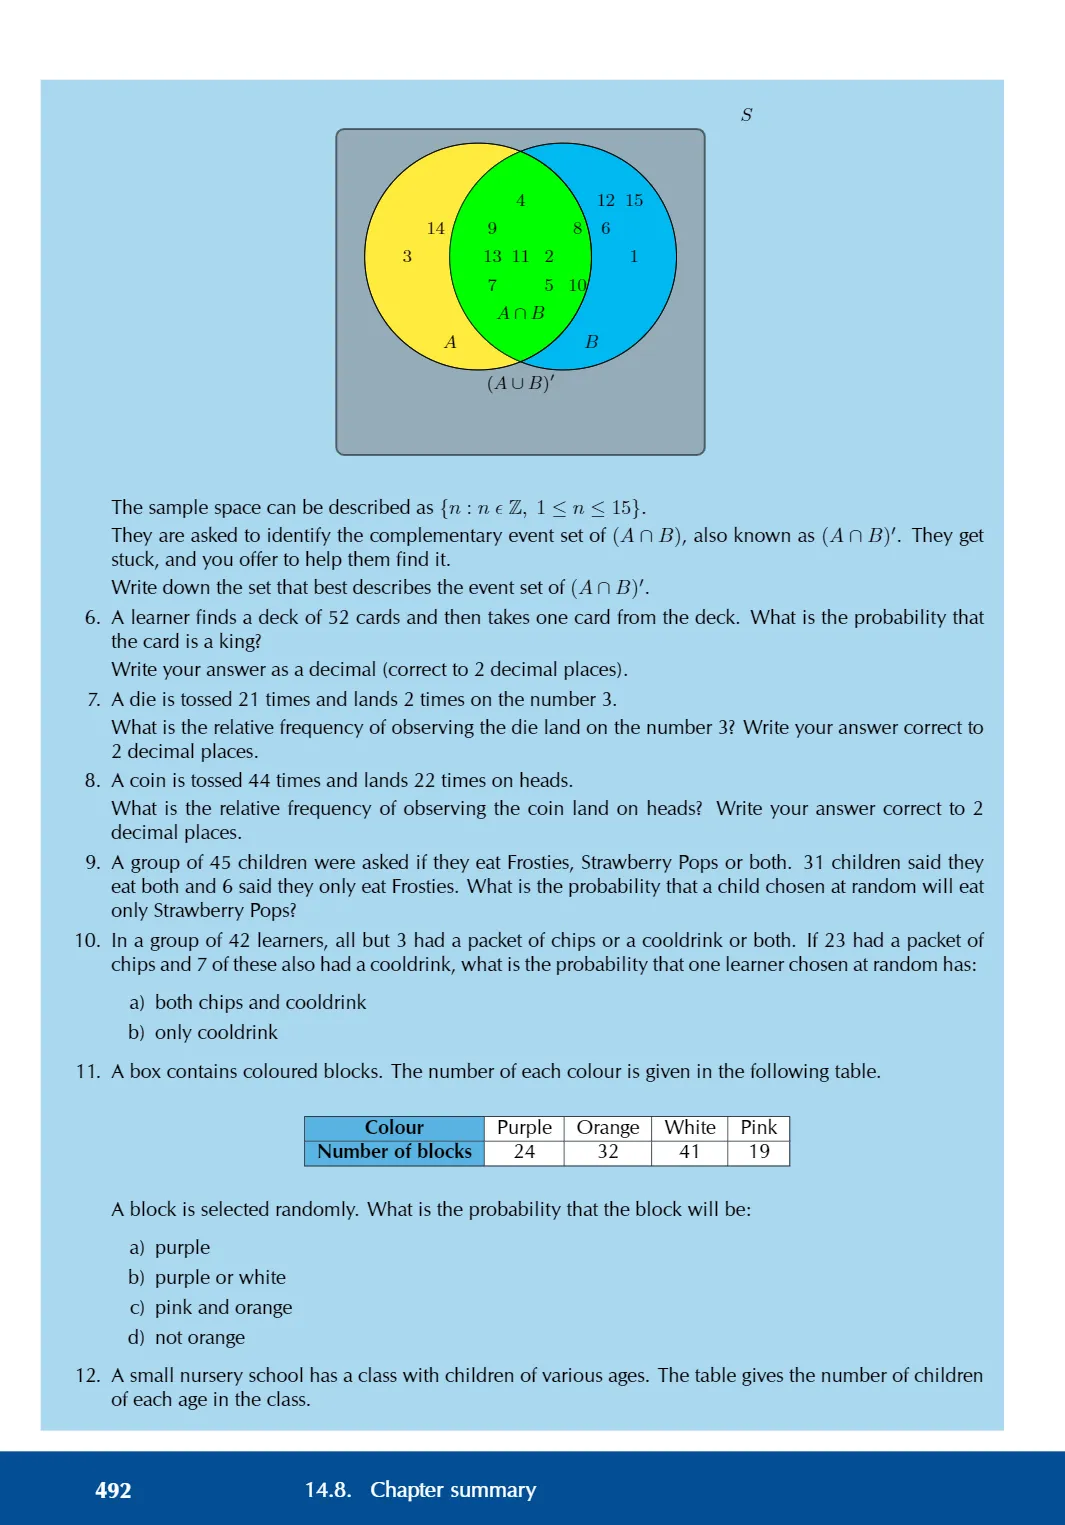 S
4 12 15
14 9 8 6
3 13 11 2 1
7 5 10
A ∩ B
A B
(A ∪ B)′
The sample space can be described as {n : n ϵ ℤ, 1 ≤ n ≤ 15}.
They are asked to identify the complementary event set of (A ∩ B), also known as (A ∩ B)′. They get
stuck, and you offer to help them find it.
Write down the set that best describes the event set of (A ∩ B)′.
6. A learner finds a deck of 52 cards and then takes one card from the deck. What is the probability that
the card is a king?
Write your answer as a decimal (correct to 2 decimal places).
7. A die is tossed 21 times and lands 2 times on the number 3.
What is the relative frequency of observing the die land on the number 3? Write your answer correct to
2 decimal places.
8. A coin is tossed 44 times and lands 22 times on heads.
What is the relative frequency of observing the coin land on heads? Write your answer correct to 2
decimal places.
9. A group of 45 children were asked if they eat Frosties, Strawberry Pops or both. 31 children said they
eat both and 6 said they only eat Frosties. What is the probability that a child chosen at random will eat
only Strawberry Pops?
10. In a group of 42 learners, all but 3 had a packet of chips or a cooldrink or both. If 23 had a packet of
chips and 7 of these also had a cooldrink, what is the probability that one learner chosen at random has:
a) both chips and cooldrink
b) only cooldrink
11. A box contains coloured blocks. The number of each colour is given in the following table.
Colour Purple Orange White Pink
Number of blocks 24 32 41 19
A block is selected randomly. What is the probability that the block will be:
a) purple
b) purple or white
c) pink and orange
d) not orange
12. A small nursery school has a class with children of various ages. The table gives the number of children
of each age in the class.
492 14.8. Chapter summary